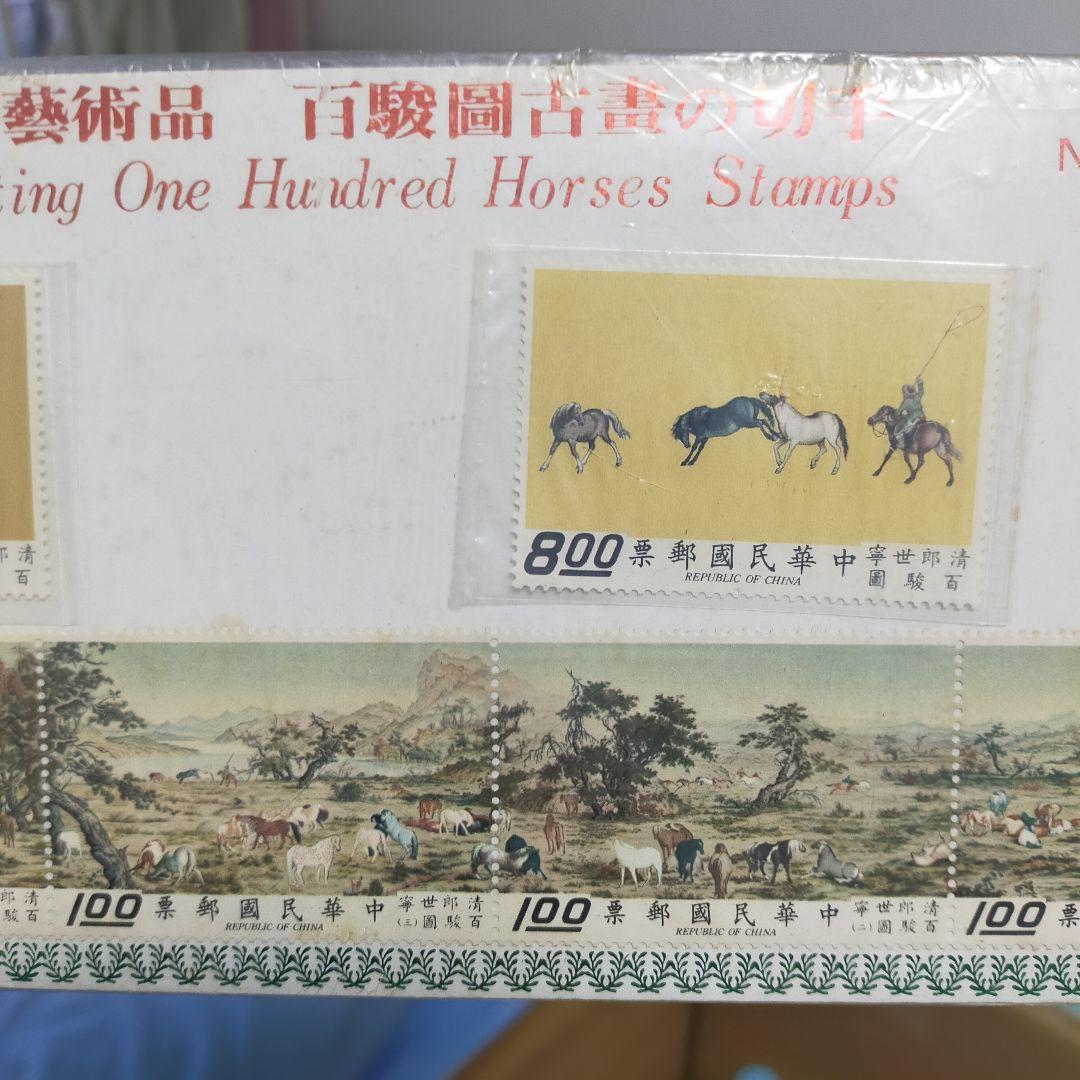 藝術品 百駿圖古畫の切手
ting One Hundred Horses Stamps
N
8.00 票郵國民華中 寧世郎清
圖駿百
REPUBLIC OF CHINA
郎清
百
郎清
駿百
1.00 票郵國民華中 寧世郎清
(三)圖駿百
REPUBLIC OF CHINA
1.00 票郵國民華中 寧世郎清
(二)圖駿百
REPUBLIC OF CHINA
1.00